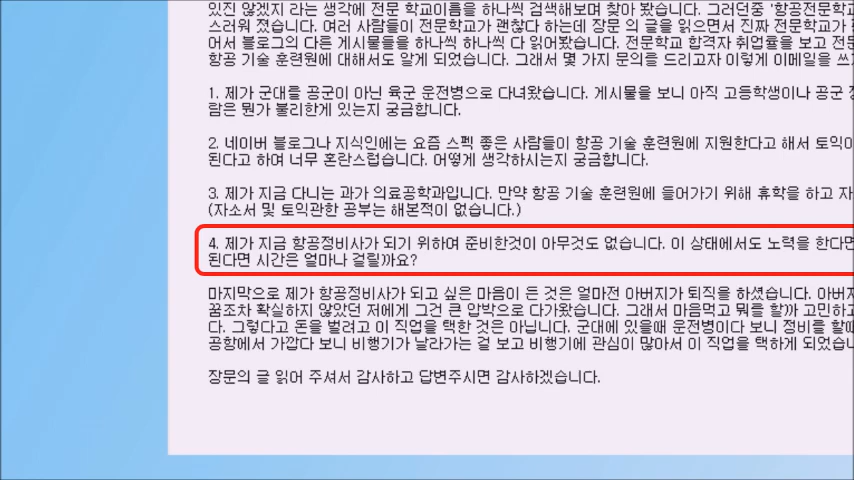 있진 않겠지 라는 생각에 전문 학교이름을 하나씩 검색해보며 찾아 봤습니다. 그러던중 '항공전문학교
스러워 졌습니다. 여러 사람들이 전문학교가 괜찮다 하는데 장문 의 글을 읽으면서 진짜 전문학교가
어서 블로그의 다른 게시물들을 하나씩 하나씩 다 읽어봤습니다. 전문학교 합격자 취업률을 보고 전문
항공 기술 훈련원에 대해서도 알게 되었습니다. 그래서 몇 가지 문의를 드리고자 이렇게 이메일을 쓰
1. 제가 군대를 공군이 아닌 육군 운전병으로 다녀왔습니다. 게시물을 보니 아직 고등학생이나 공군
람은 뭔가 불리한게 있는지 궁금합니다.
2. 네이버 블로그나 지식인에는 요즘 스펙 좋은 사람들이 항공 기술 훈련원에 지원한다고 해서 토익이
된다고 하여 너무 혼란스럽습니다. 어떻게 생각하시는지 궁금합니다.
3. 제가 지금 다니는 과가 의료공학과입니다. 만약 항공 기술 훈련원에 들어가기 위해 휴학을 하고 자
(자소서 및 토익관한 공부는 해본적이 없습니다.)
4. 제가 지금 항공정비사가 되기 위하여 준비한것이 아무것도 없습니다. 이 상태에서도 노력을 한다면
된다면 시간은 얼마나 걸릴까요?
마지막으로 제가 항공정비사가 되고 싶은 마음이 든 것은 얼마전 아버지가 퇴직을 하셨습니다. 아버지
꿈조차 확실하지 않았던 저에게 그건 큰 압박으로 다가왔습니다. 그래서 마음먹고 뭐를 할까 고민하고
다. 그렇다고 돈을 벌려고 이 직업을 택한 것은 아닙니다. 군대에 있을때 운전병이다 보니 정비를 할때
공항에서 가깝다 보니 비행기가 날라가는 걸 보고 비행기에 관심이 많아서 이 직업을 택하게 되었습니
장문의 글 읽어 주셔서 감사하고 답변주시면 감사하겠습니다.